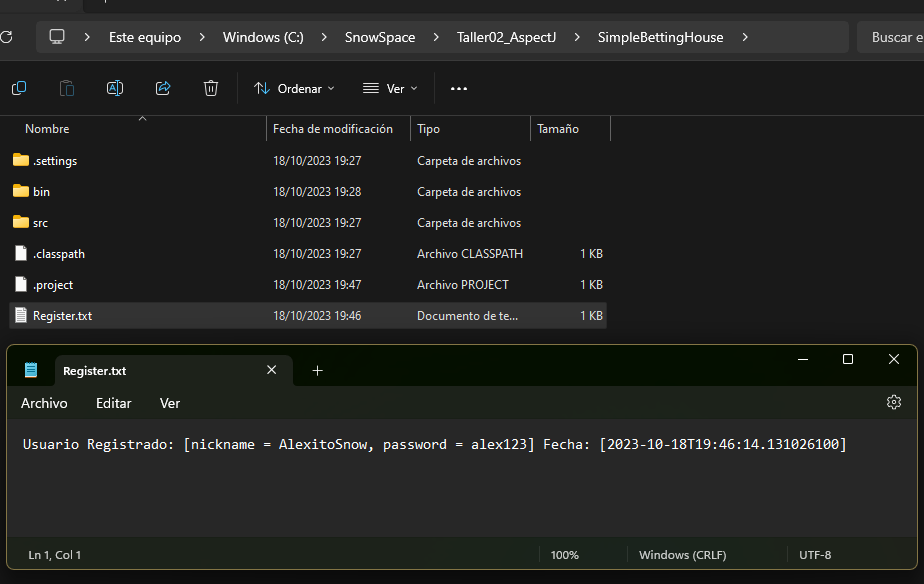 Este equipo > Windows (C:) > SnowSpace > Taller02_AspectJ > SimpleBettingHouse >
Buscar e
Ordenar Ver
Nombre Fecha de modificación Tipo Tamaño
.settings 18/10/2023 19:27 Carpeta de archivos
bin 18/10/2023 19:28 Carpeta de archivos
src 18/10/2023 19:27 Carpeta de archivos
.classpath 18/10/2023 19:27 Archivo CLASSPATH 1 KB
.project 18/10/2023 19:47 Archivo PROJECT 1 KB
Register.txt 18/10/2023 19:46 Documento de te... 1 KB
Register.txt
Archivo Editar Ver
Usuario Registrado: [nickname = AlexitoSnow, password = alex123] Fecha: [2023-10-18T19:46:14.131026100]
Ln 1, Col 1 100% Windows (CRLF) UTF-8